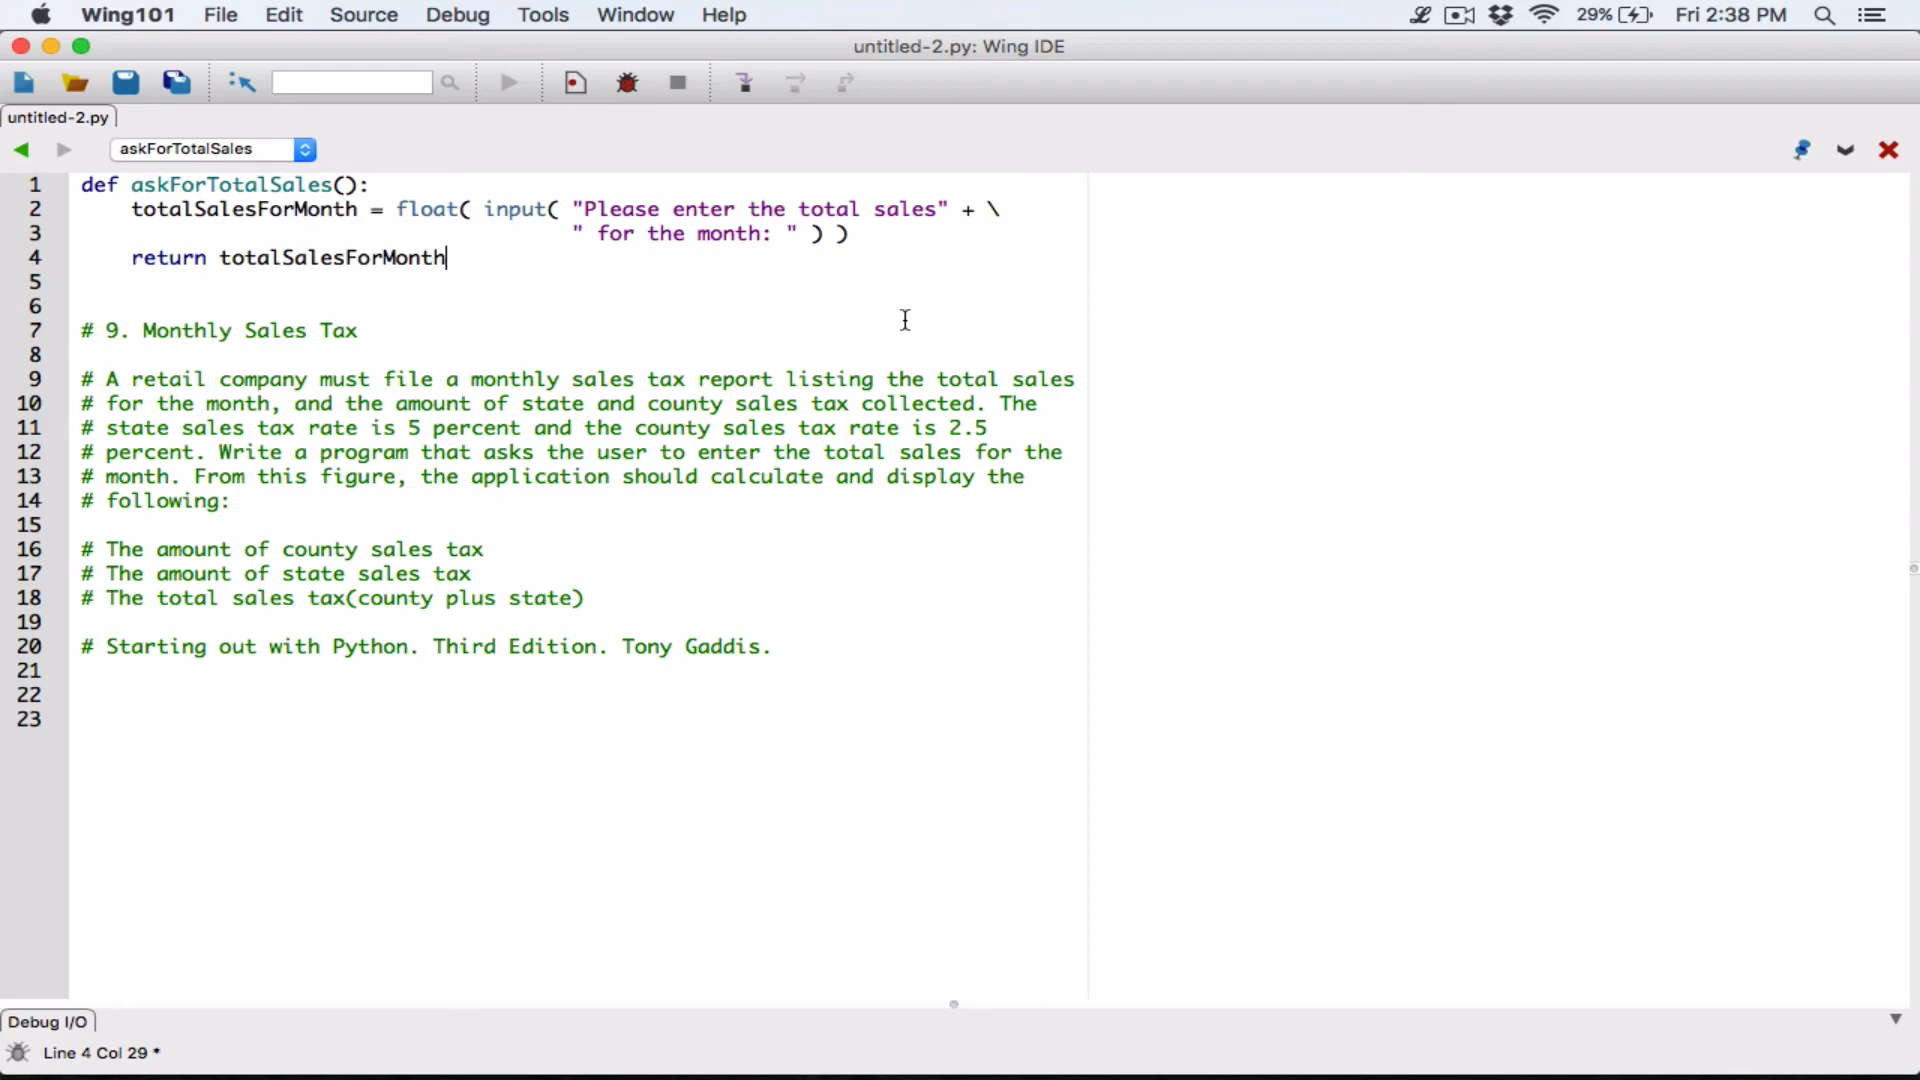 Wing101 File Edit Source Debug Tools Window Help 29% Fri 2:38 PM
untitled-2.py: Wing IDE
untitled-2.py
askForTotalSales
1 def askForTotalSales():
2 totalSalesForMonth = float( input( "Please enter the total sales" + \
3 " for the month: " ) )
4 return totalSalesForMonth
5
6
7 # 9. Monthly Sales Tax
8
9 # A retail company must file a monthly sales tax report listing the total sales
10 # for the month, and the amount of state and county sales tax collected. The
11 # state sales tax rate is 5 percent and the county sales tax rate is 2.5
12 # percent. Write a program that asks the user to enter the total sales for the
13 # month. From this figure, the application should calculate and display the
14 # following:
15
16 # The amount of county sales tax
17 # The amount of state sales tax
18 # The total sales tax(county plus state)
19
20 # Starting out with Python. Third Edition. Tony Gaddis.
21
22
23
Debug I/O
Line 4 Col 29 *